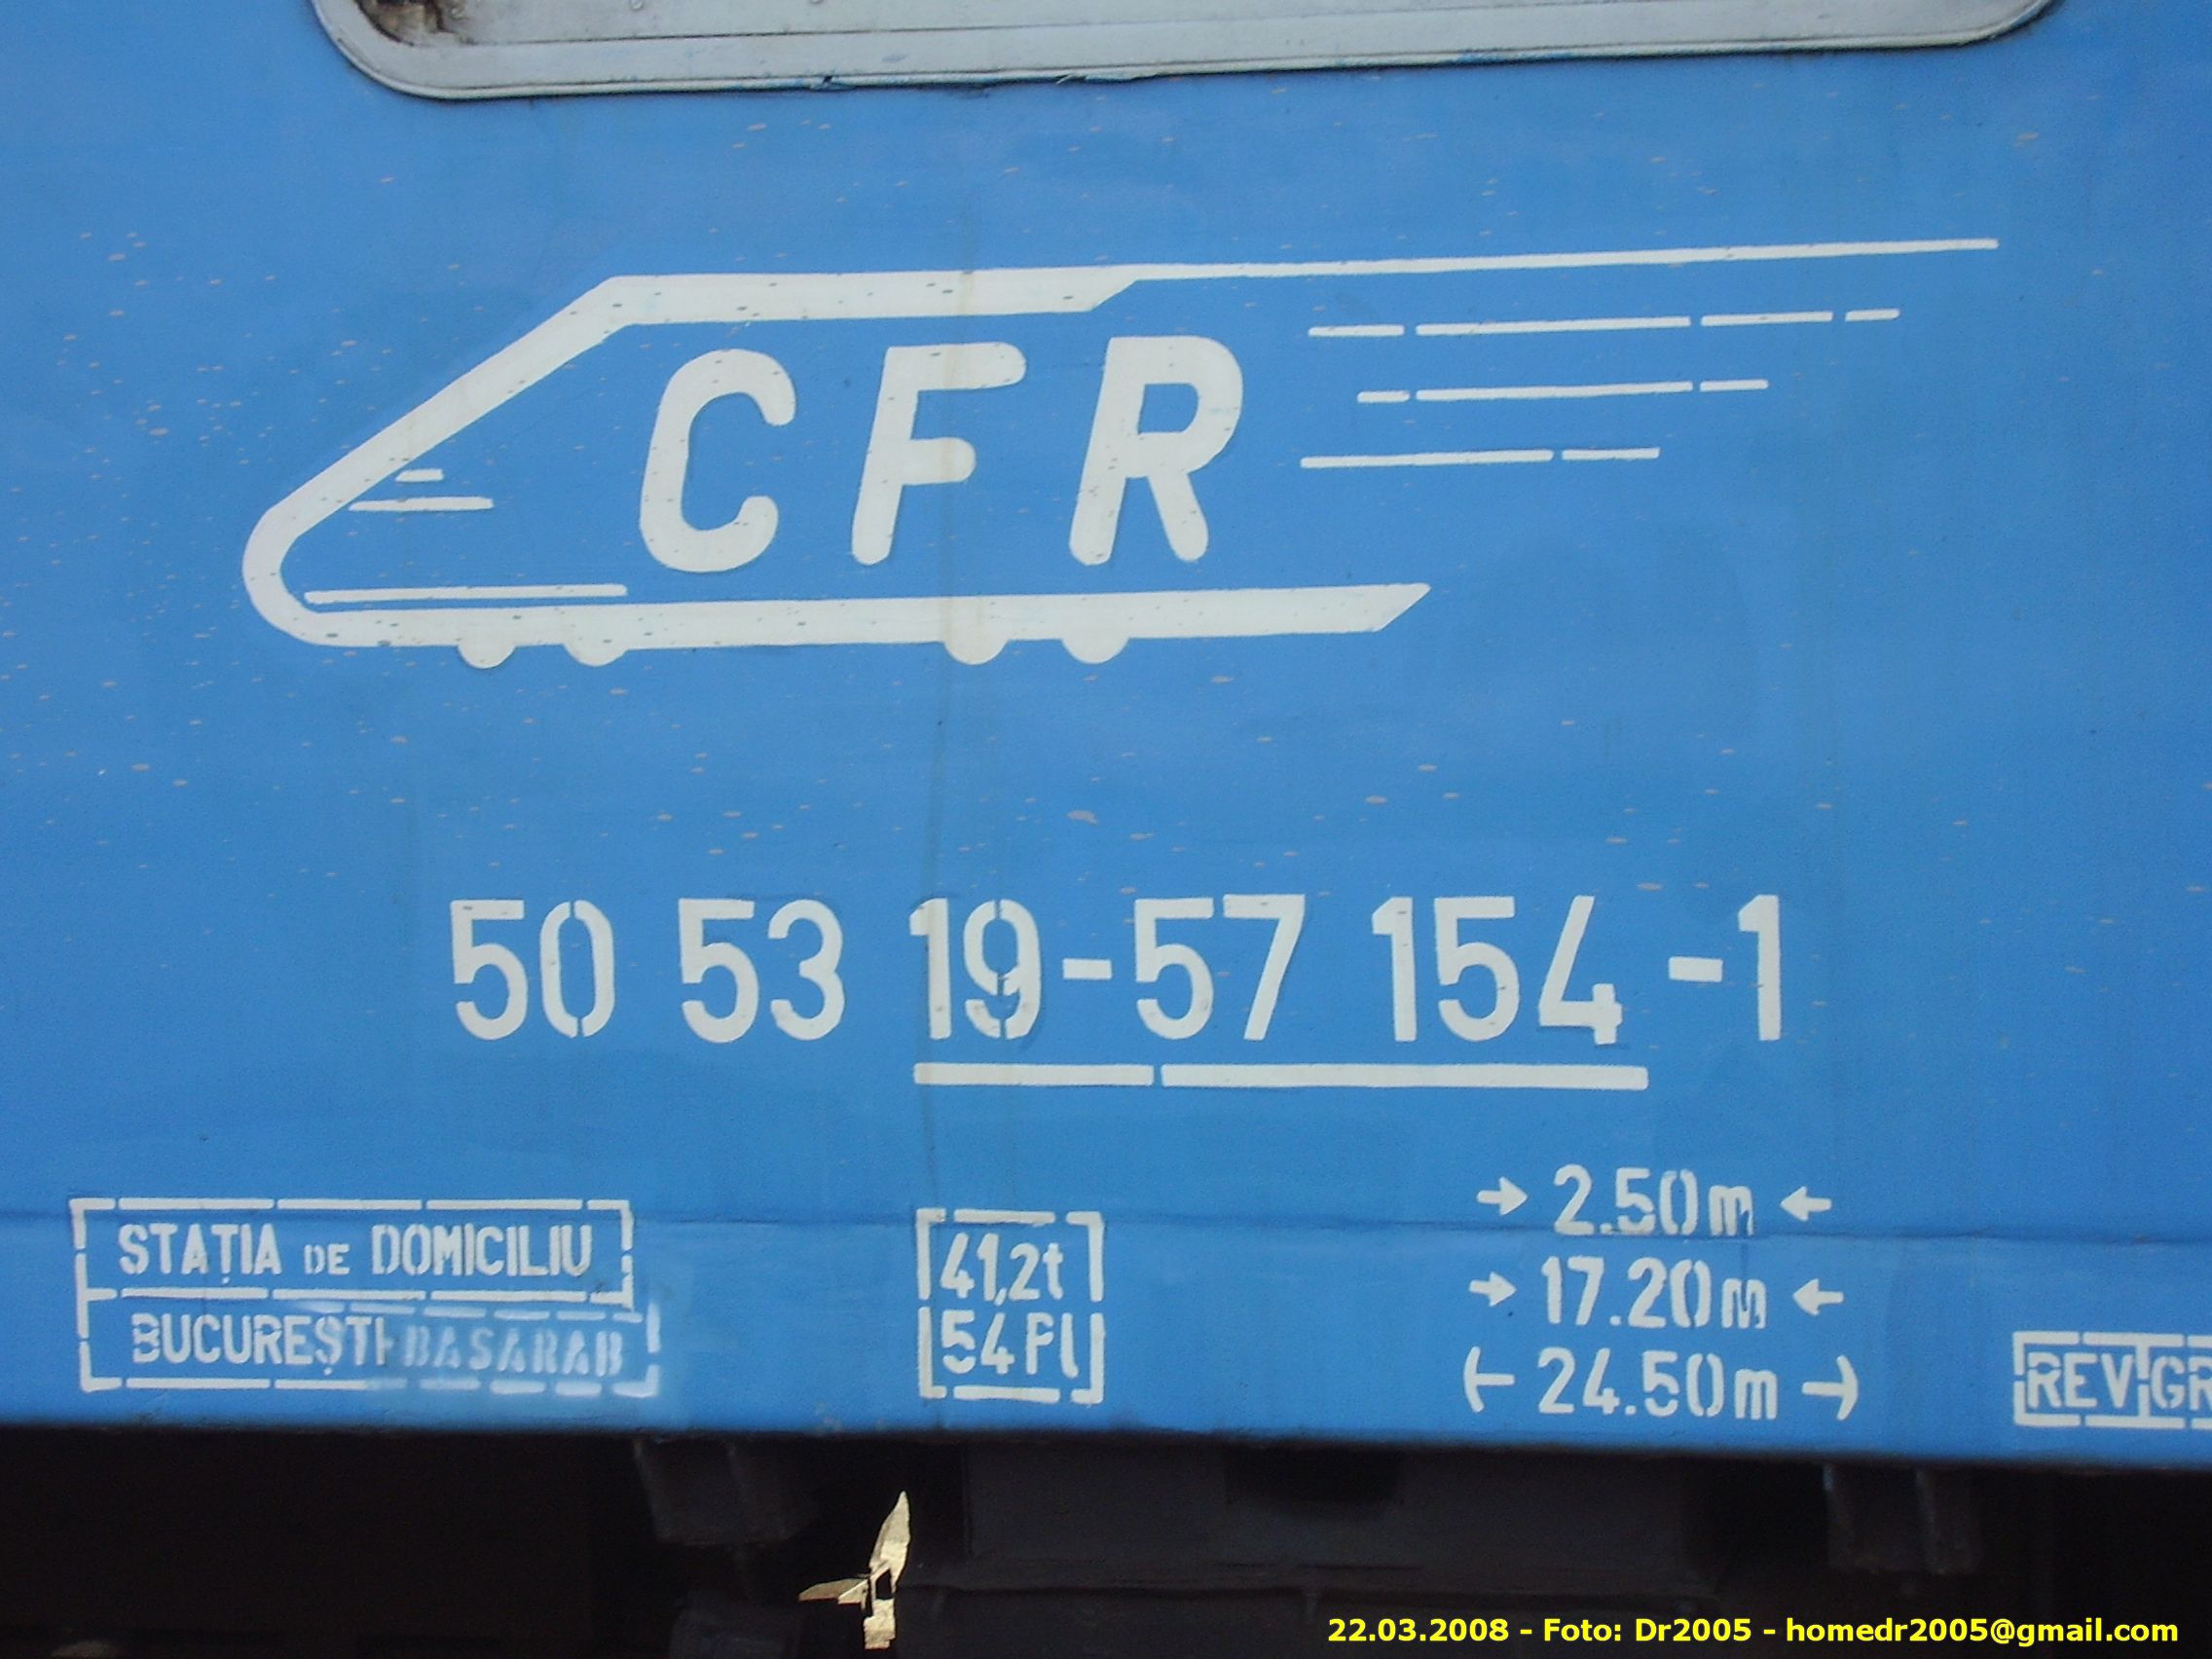 CFR
50 53 19-57 154-1
STAȚIA DE DOMICILIU
BUCUREȘTI-BASARAB
41,2t
54 Pl
2.50m
17.20m
24.50m
REV GR
22.03.2008 - Foto: Dr2005 - homedr2005@gmail.com